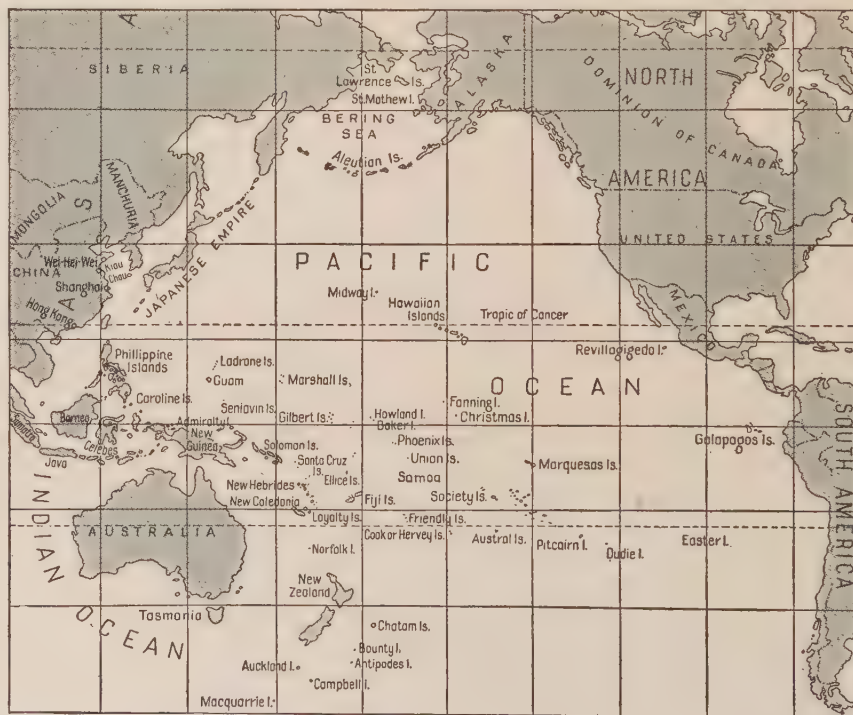 A
SIBERIA
St.
Lawrence Is.
St. Mathew I.
ALASKA
NORTH
DOMINION OF CANADA
BERING
SEA
Aleutian Is.
AMERICA
MONGOLIA
MANCHURIA
S
JAPANESE EMPIRE
UNITED STATES
Wei-Hei-Wei
CHINA
Kiau
Chau
Shanghai
A
Hong Kong
PACIFIC
Midway I.
Hawaiian
Islands
Tropic of Cancer
MEXICO
Revillagigedo I.
Phillippine
Islands
Ladrone Is.
Guam
Marshall Is.
OCEAN
Caroline Is.
Seniavin Is.
Gilbert Is.
Howland I.
Baker I.
Fanning I.
Christmas I.
Borneo
Sumatra
Celebes
Java
Admiralty I.
New
Guinea
Solomon Is.
Phoenix Is.
Galapagos Is.
SOUTH AMERICA
Santa Cruz
Is.
Union Is.
Marquesas Is.
Ellice Is.
Samoa
New Hebrides
New Caledonia
Fiji Is.
Society Is.
Loyalty Is.
Friendly Is.
INDIAN OCEAN
AUSTRALIA
Cook or Hervey Is.
Austral Is.
Pitcairn I.
Dudie I.
Easter I.
Norfolk I.
New
Zealand
Tasmania
Chatam Is.
Bounty I.
Antipodes I.
Auckland I.
Campbell I.
Macquarrie I.